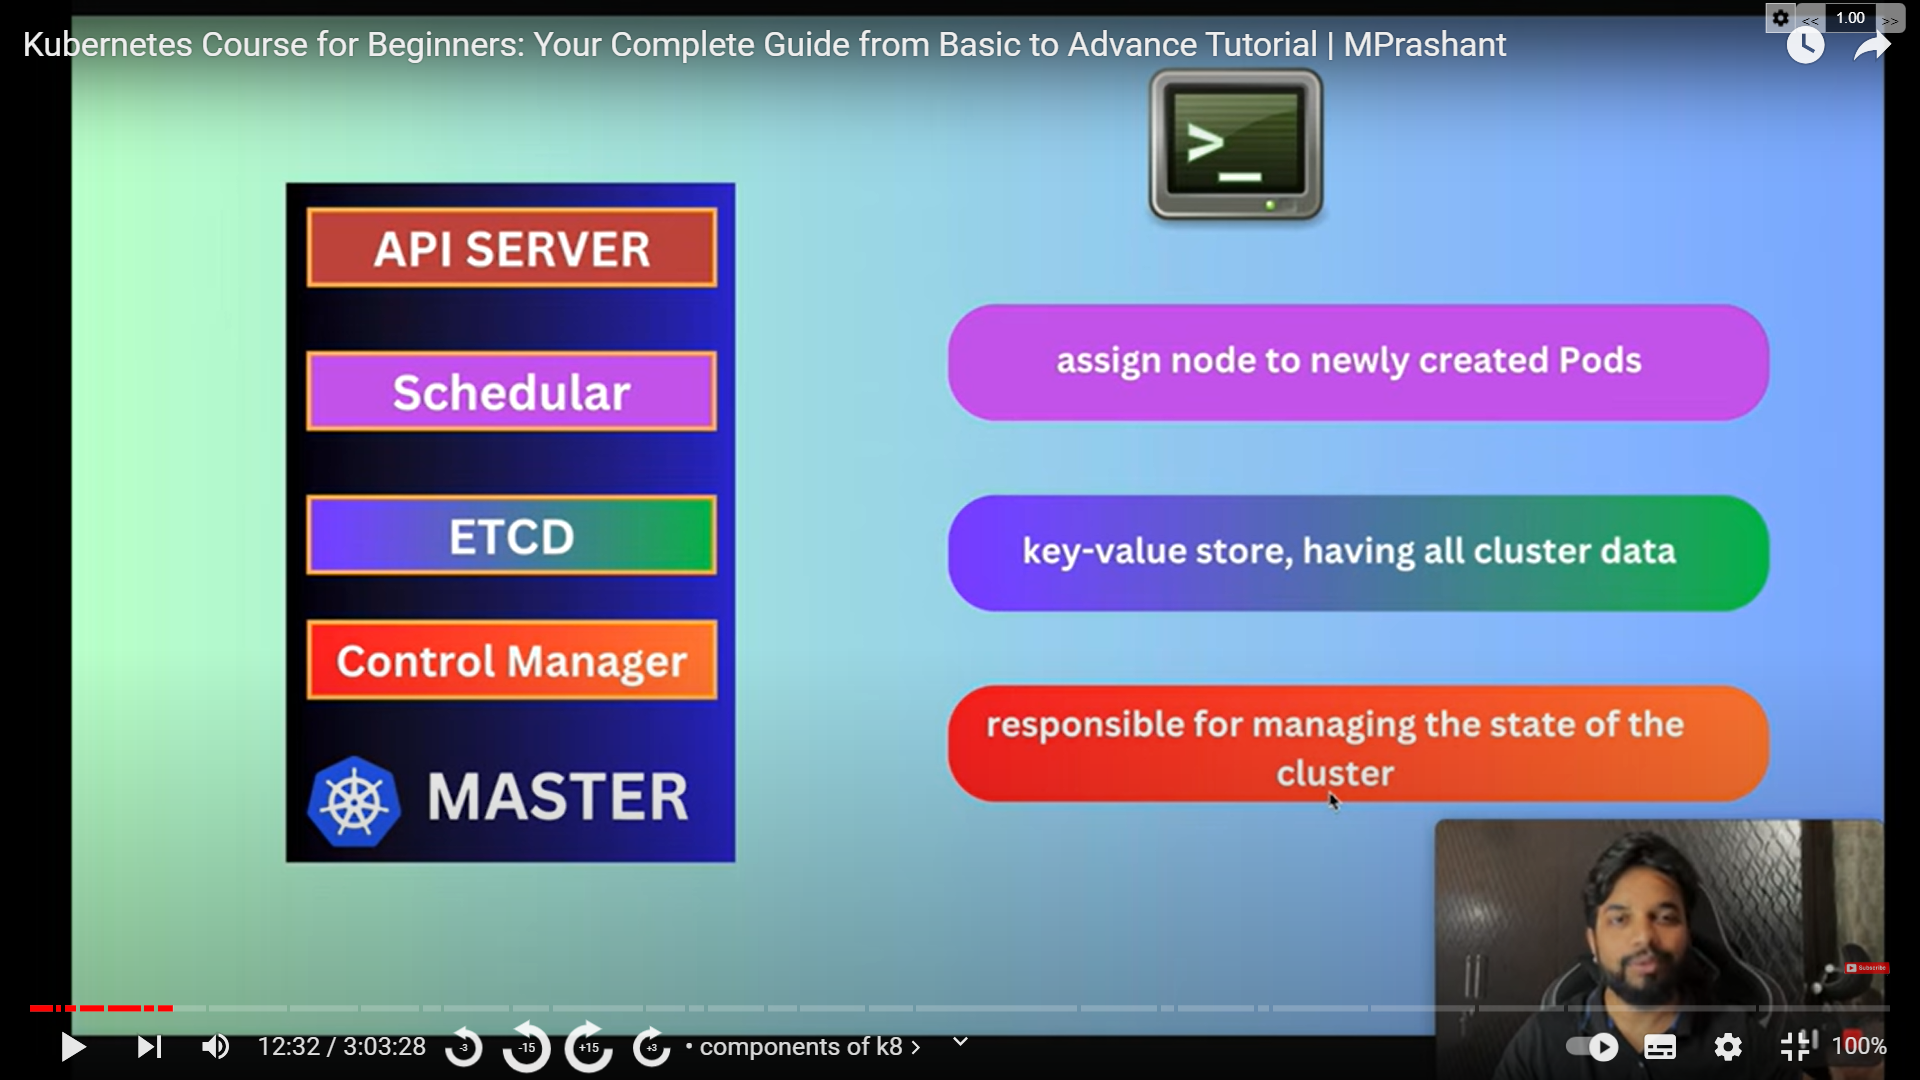 Kubernetes Course for Beginners: Your Complete Guide from Basic to Advance Tutorial | MPrashant
<< 1.00 >>
>_
API SERVER
Schedular
assign node to newly created Pods
ETCD
key-value store, having all cluster data
Control Manager
responsible for managing the state of the
cluster
MASTER
Subscribe
12:32 / 3:03:28
-3
-15
+15
+3
• components of k8 >
100%